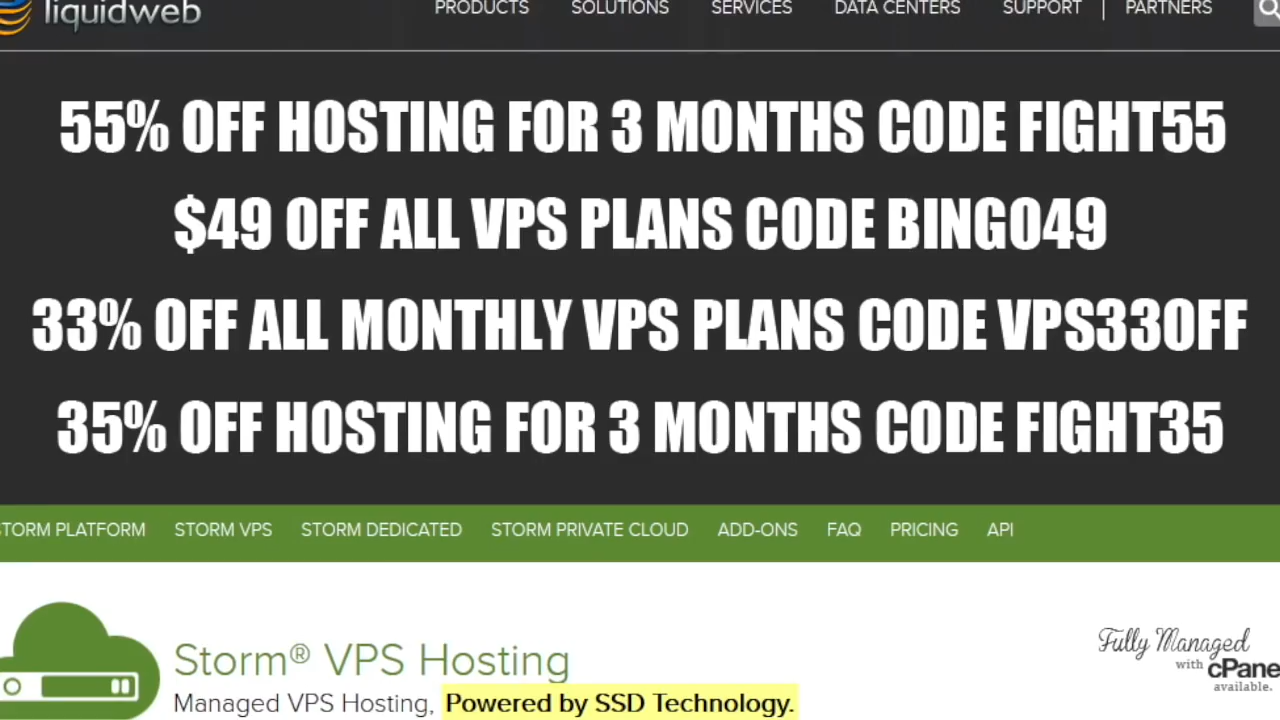 liquidweb
PRODUCTS SOLUTIONS SERVICES DATA CENTERS SUPPORT | PARTNERS
55% OFF HOSTING FOR 3 MONTHS CODE FIGHT55
$49 OFF ALL VPS PLANS CODE BINGO49
33% OFF ALL MONTHLY VPS PLANS CODE VPS33OFF
35% OFF HOSTING FOR 3 MONTHS CODE FIGHT35
STORM PLATFORM STORM VPS STORM DEDICATED STORM PRIVATE CLOUD ADD-ONS FAQ PRICING API
Storm® VPS Hosting
Managed VPS Hosting, Powered by SSD Technology.
Fully Managed
with cPane
available.